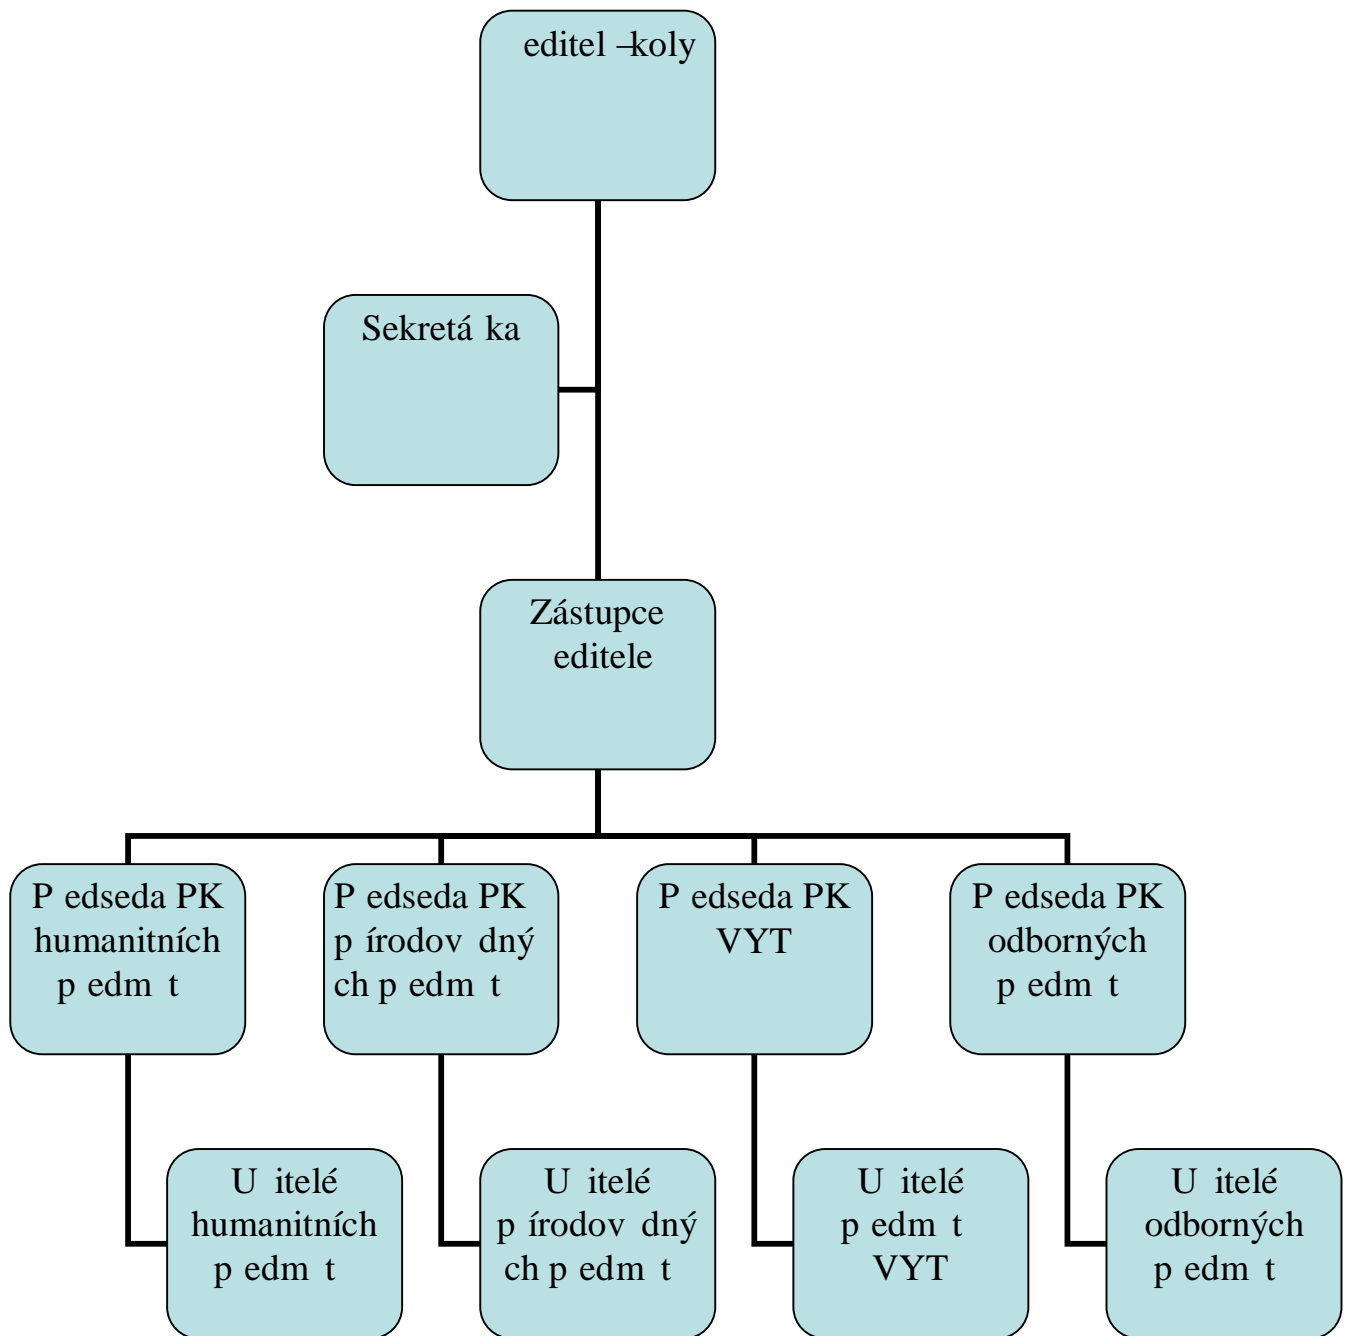 editel –koly
Sekretá ka
Zástupce
editele
P edseda PK
humanitních
p edm t
P edseda PK
p írodov dný
ch p edm t
P edseda PK
VYT
P edseda PK
odborných
p edm t
U itelé
humanitních
p edm t
U itelé
p írodov dný
ch p edm t
U itelé
p edm t
VYT
U itelé
odborných
p edm t